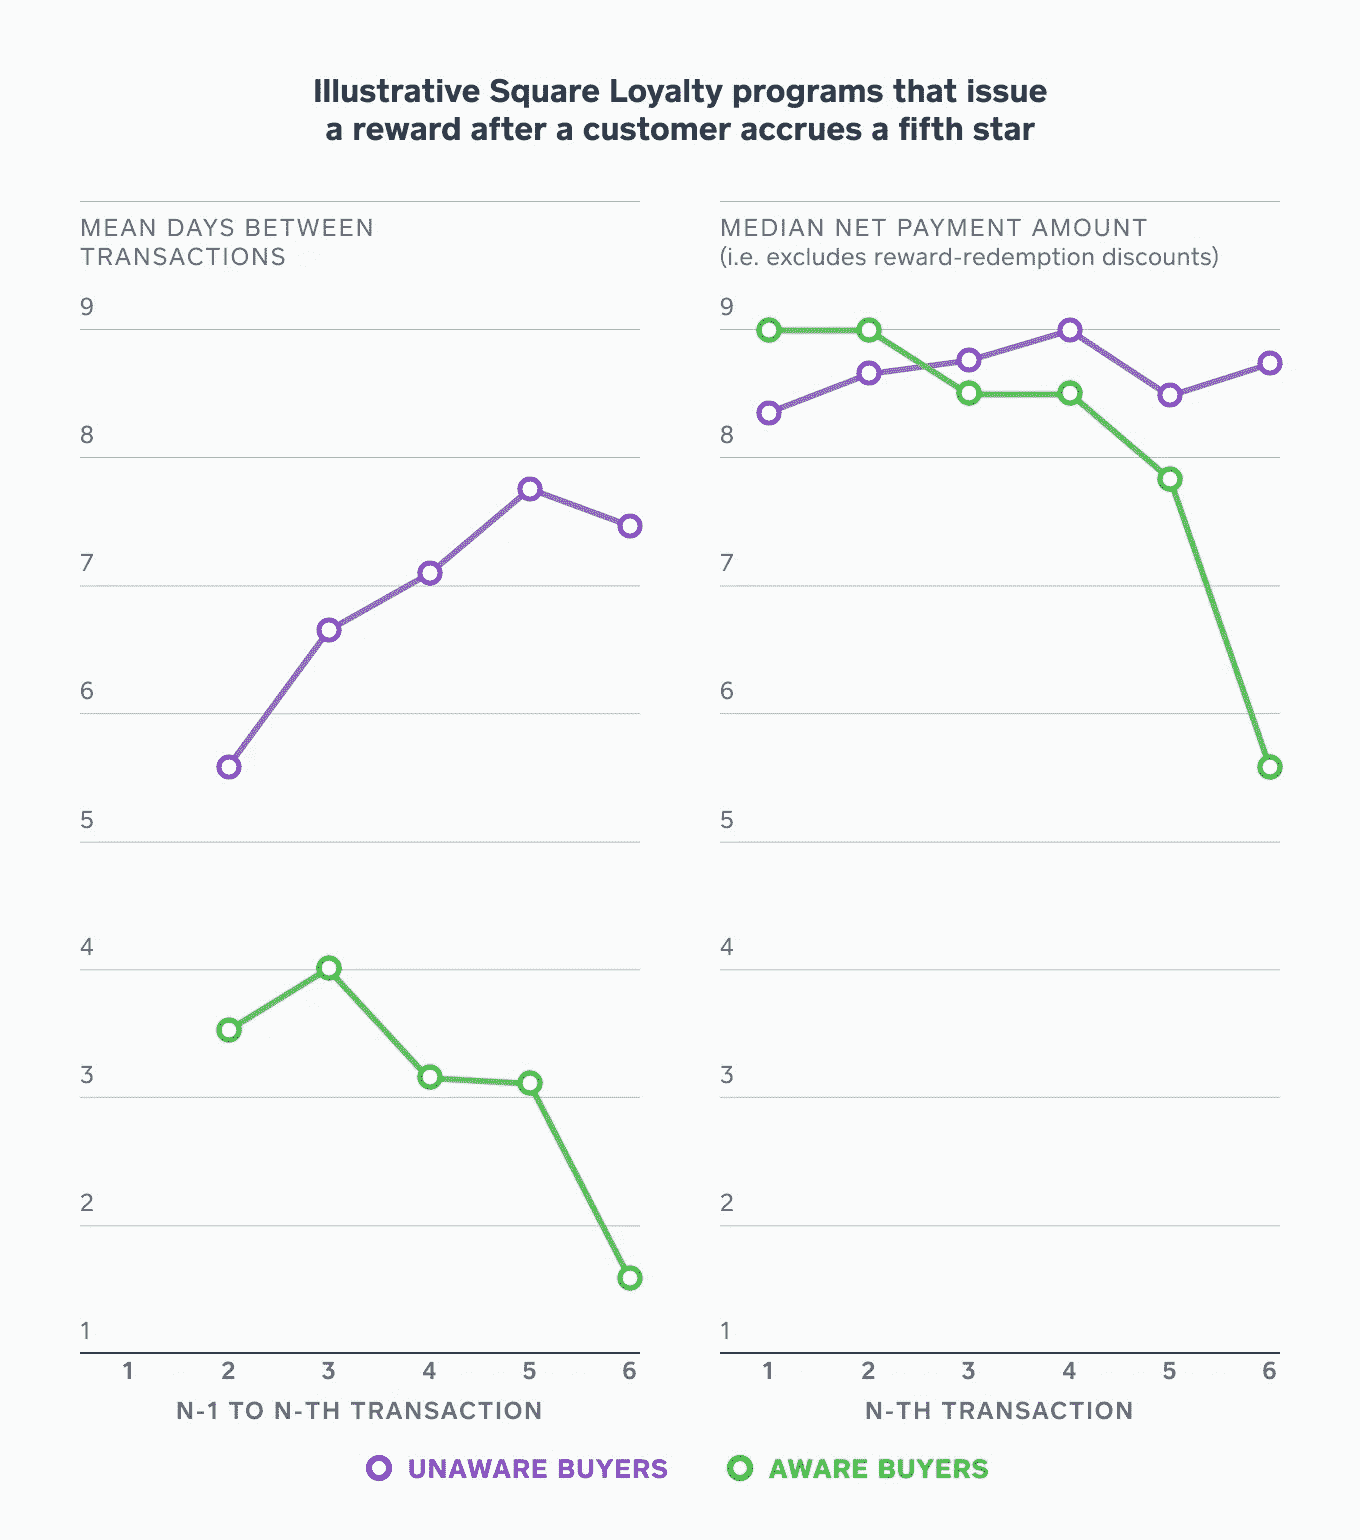 Illustrative Square Loyalty programs that issue
a reward after a customer accrues a fifth star
MEAN DAYS BETWEEN
TRANSACTIONS
9
8
7
6
5
4
3
2
1
1 2 3 4 5 6
N-1 TO N-TH TRANSACTION
MEDIAN NET PAYMENT AMOUNT
(i.e. excludes reward-redemption discounts)
9
8
7
6
5
4
3
2
1
1 2 3 4 5 6
N-TH TRANSACTION
UNAWARE BUYERS
AWARE BUYERS